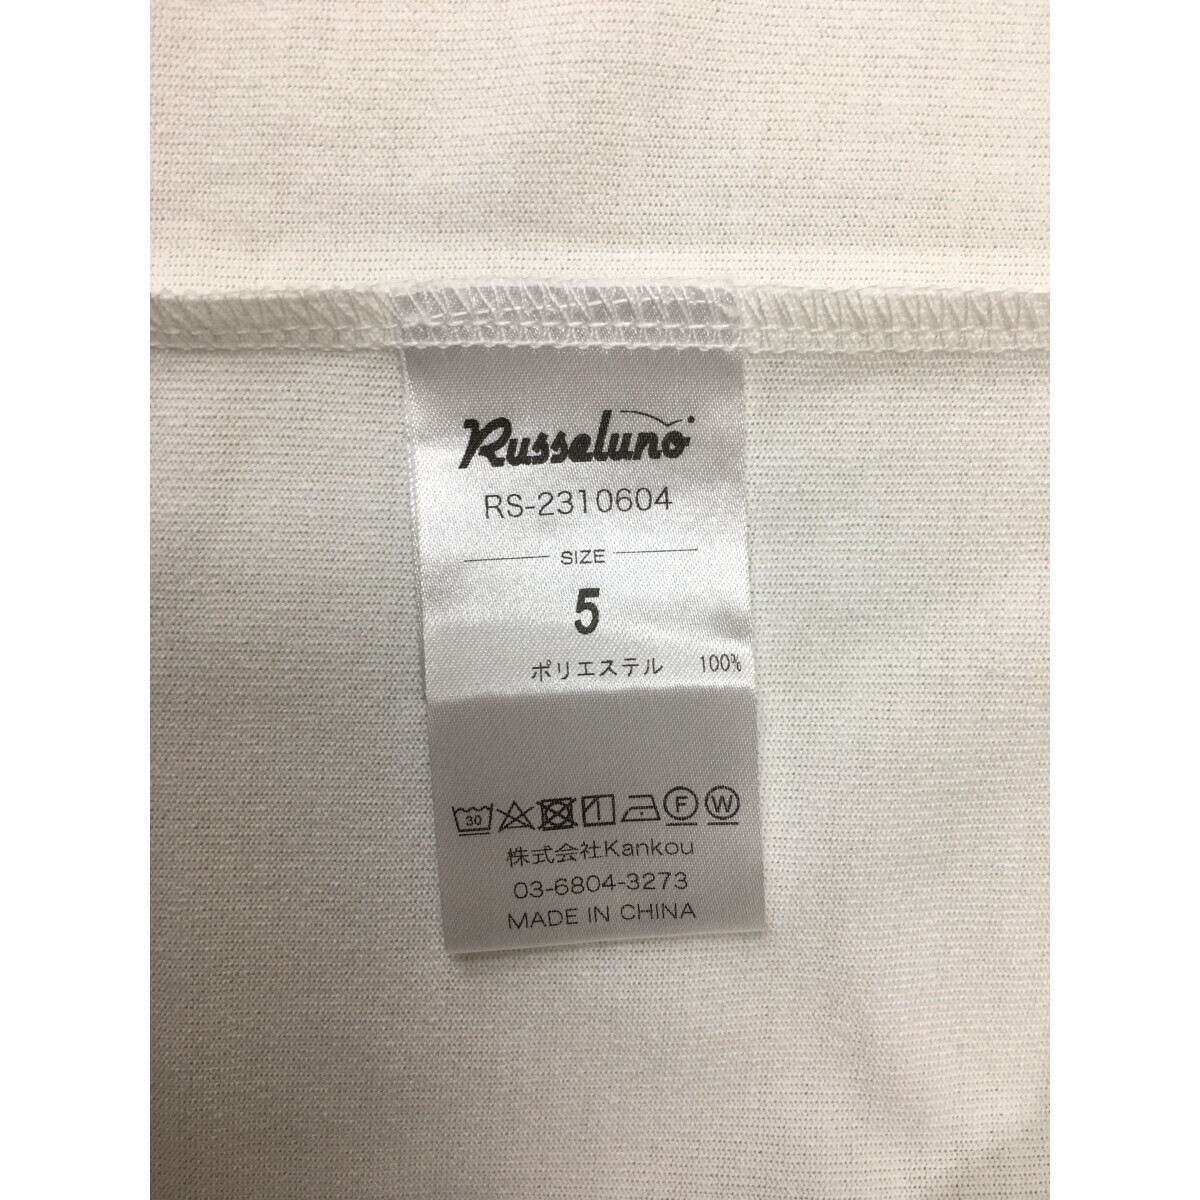 Russeluno
RS-2310604
SIZE
5
ポリエステル 100%
30 F W
株式会社Kankou
03-6804-3273
MADE IN CHINA